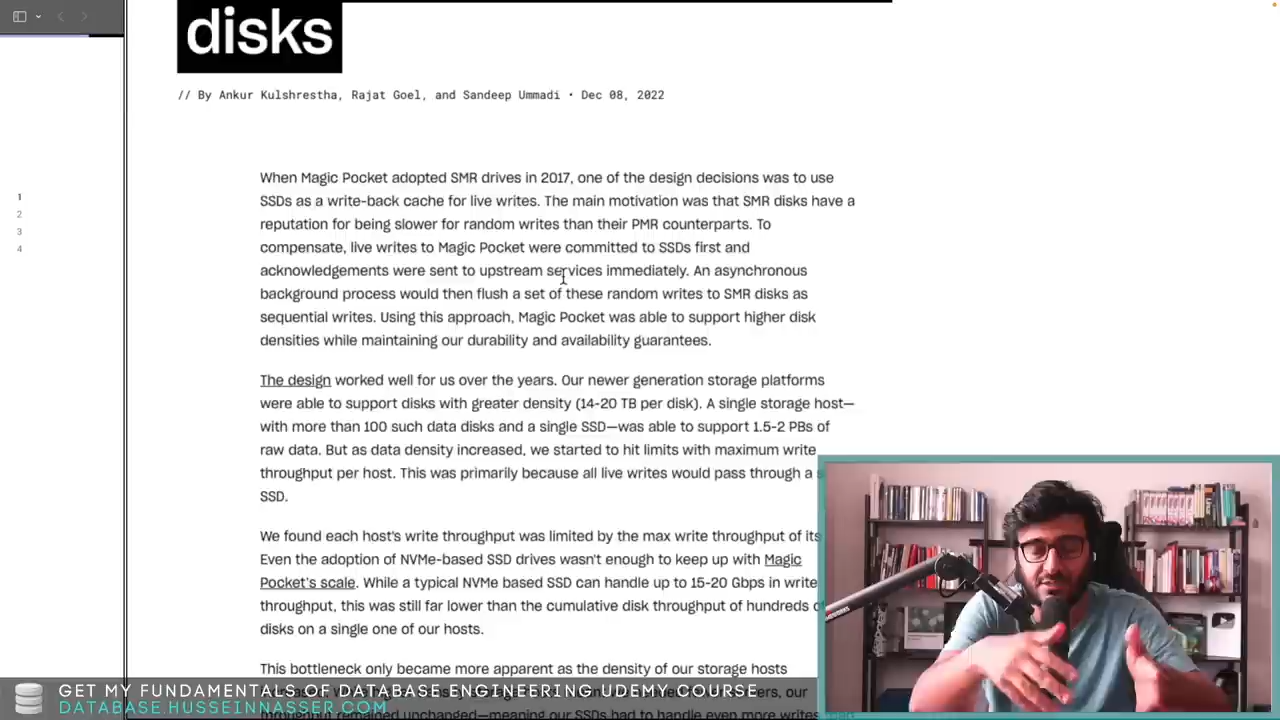 disks
// By Ankur Kulshrestha, Rajat Goel, and Sandeep Ummadi • Dec 08, 2022
When Magic Pocket adopted SMR drives in 2017, one of the design decisions was to use
SSDs as a write-back cache for live writes. The main motivation was that SMR disks have a
reputation for being slower for random writes than their PMR counterparts. To
compensate, live writes to Magic Pocket were committed to SSDs first and
acknowledgements were sent to upstream services immediately. An asynchronous
background process would then flush a set of these random writes to SMR disks as
sequential writes. Using this approach, Magic Pocket was able to support higher disk
densities while maintaining our durability and availability guarantees.
The design worked well for us over the years. Our newer generation storage platforms
were able to support disks with greater density (14-20 TB per disk). A single storage host—
with more than 100 such data disks and a single SSD—was able to support 1.5-2 PBs of
raw data. But as data density increased, we started to hit limits with maximum write
throughput per host. This was primarily because all live writes would pass through a
SSD.
We found each host's write throughput was limited by the max write throughput of its
Even the adoption of NVMe-based SSD drives wasn't enough to keep up with Magic
Pocket's scale. While a typical NVMe based SSD can handle up to 15-20 Gbps in write
throughput, this was still far lower than the cumulative disk throughput of hundreds
disks on a single one of our hosts.
This bottleneck only became more apparent as the density of our storage hosts
1
2
3
4
GET MY FUNDAMENTALS OF DATABASE ENGINEERING UDEMY COURSE
DATABASE.HUSSEINNASSER.COM